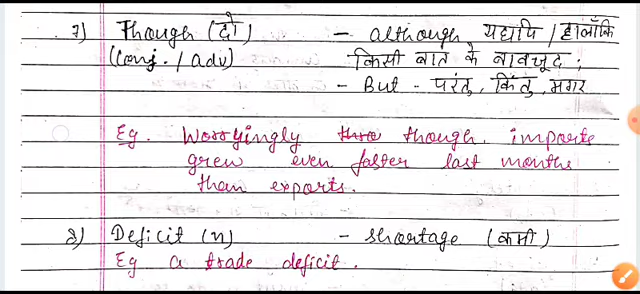 7) Though (दो) - although यद्यपि / हालाँकि
(conj. / adv) किसी बात के बावजूद ;
- But - परंतु, किंतु, मगर
Eg. Worryingly though imports
grew even faster last months
than exports.
8) Deficit (n) - shortage (कमी)
Eg a trade deficit.